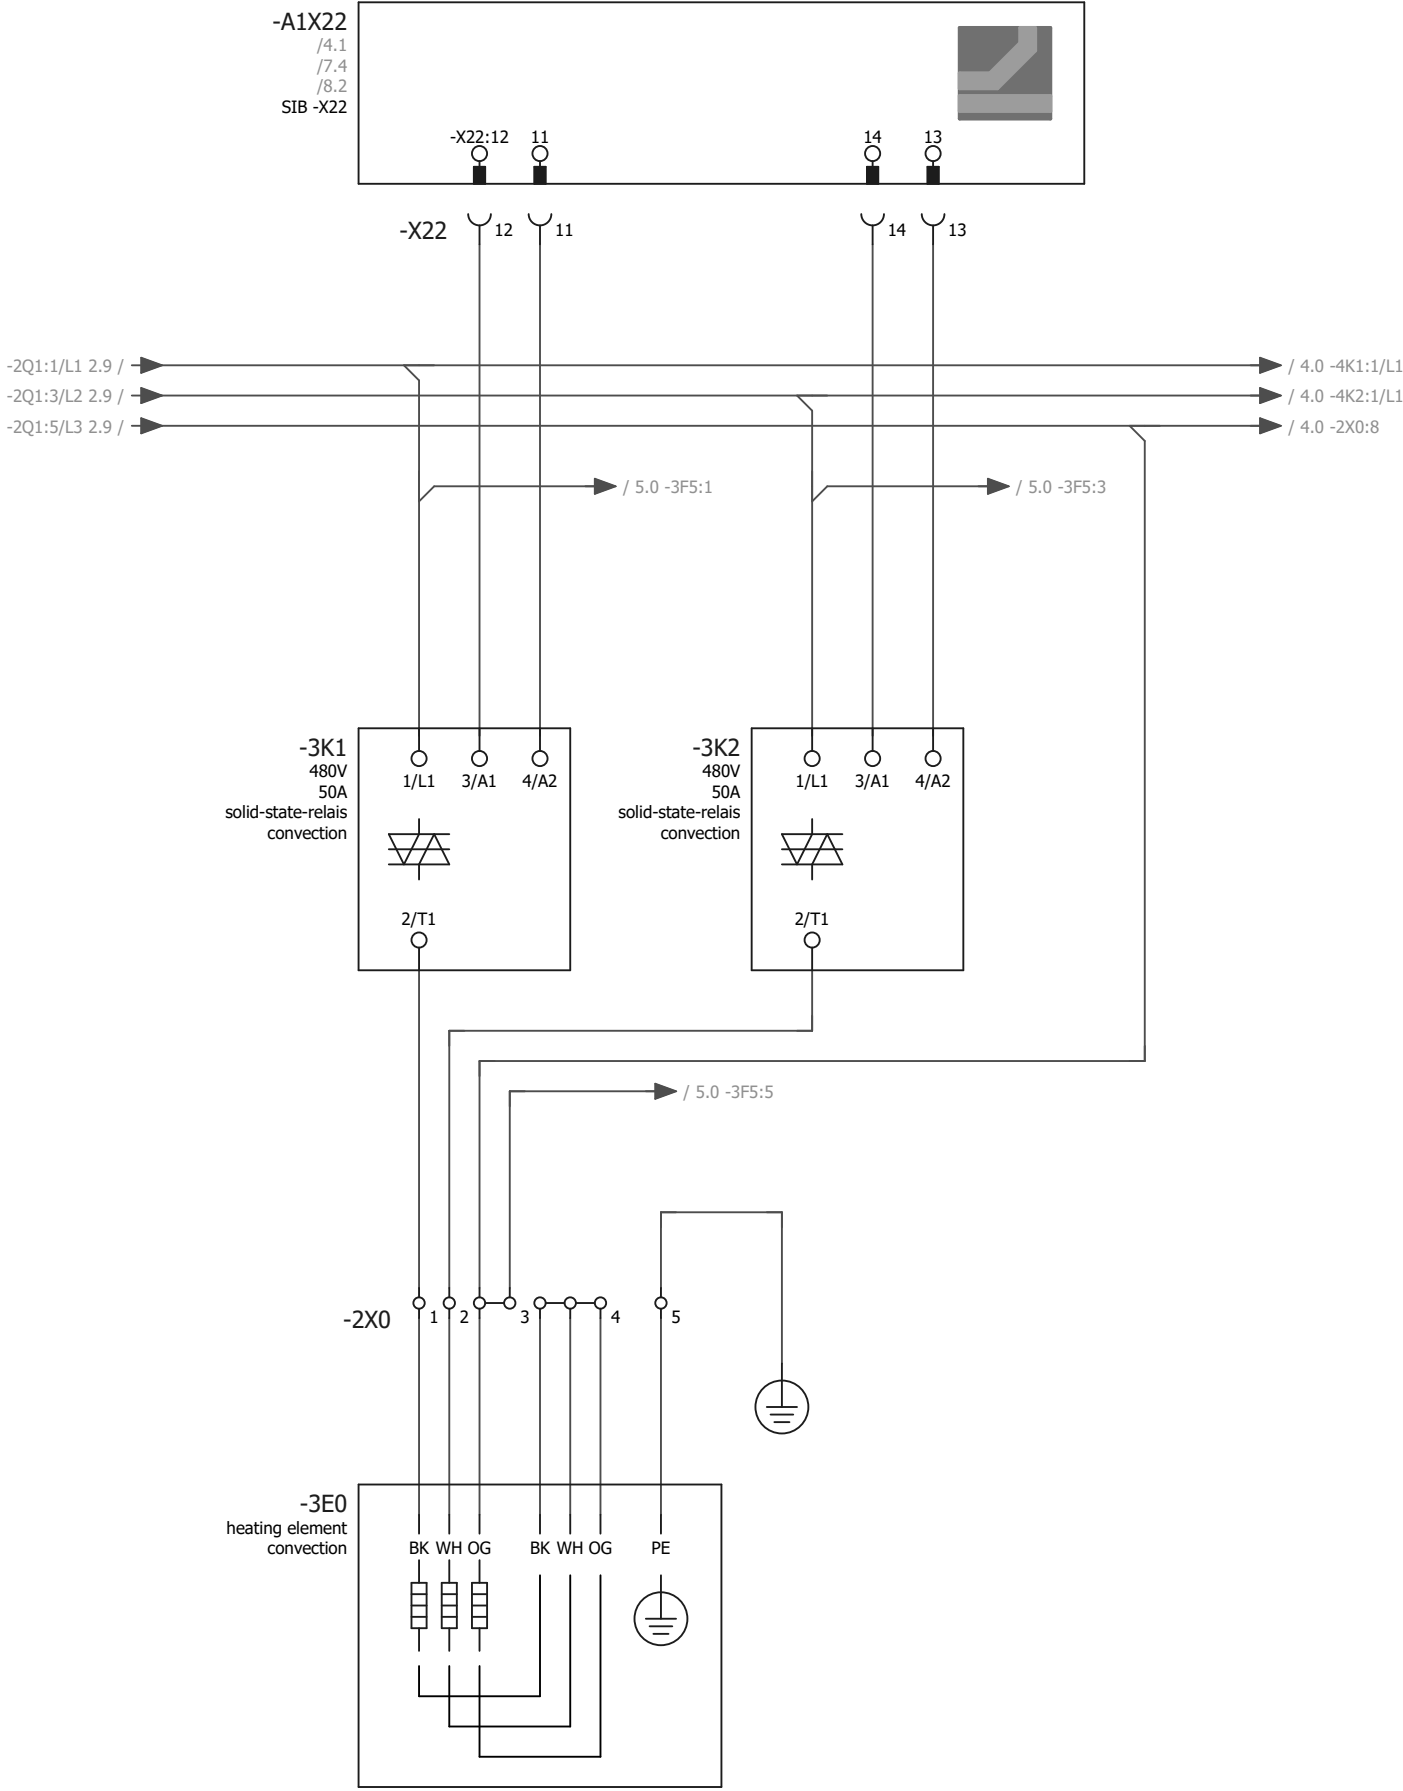 -A1X22
/4.1
/7.4
/8.2
SIB -X22
-X22:12 11 14 13
-X22 12 11 14 13
-2Q1:1/L1 2.9 / / 4.0 -4K1:1/L1
-2Q1:3/L2 2.9 / / 4.0 -4K2:1/L1
-2Q1:5/L3 2.9 / / 4.0 -2X0:8
/ 5.0 -3F5:1 / 5.0 -3F5:3
-3K1
480V
50A
solid-state-relais
convection
1/L1 3/A1 4/A2
2/T1
-3K2
480V
50A
solid-state-relais
convection
1/L1 3/A1 4/A2
2/T1
/ 5.0 -3F5:5
-2X0 1 2 3 4 5
-3E0
heating element
convection
BK WH OG BK WH OG PE